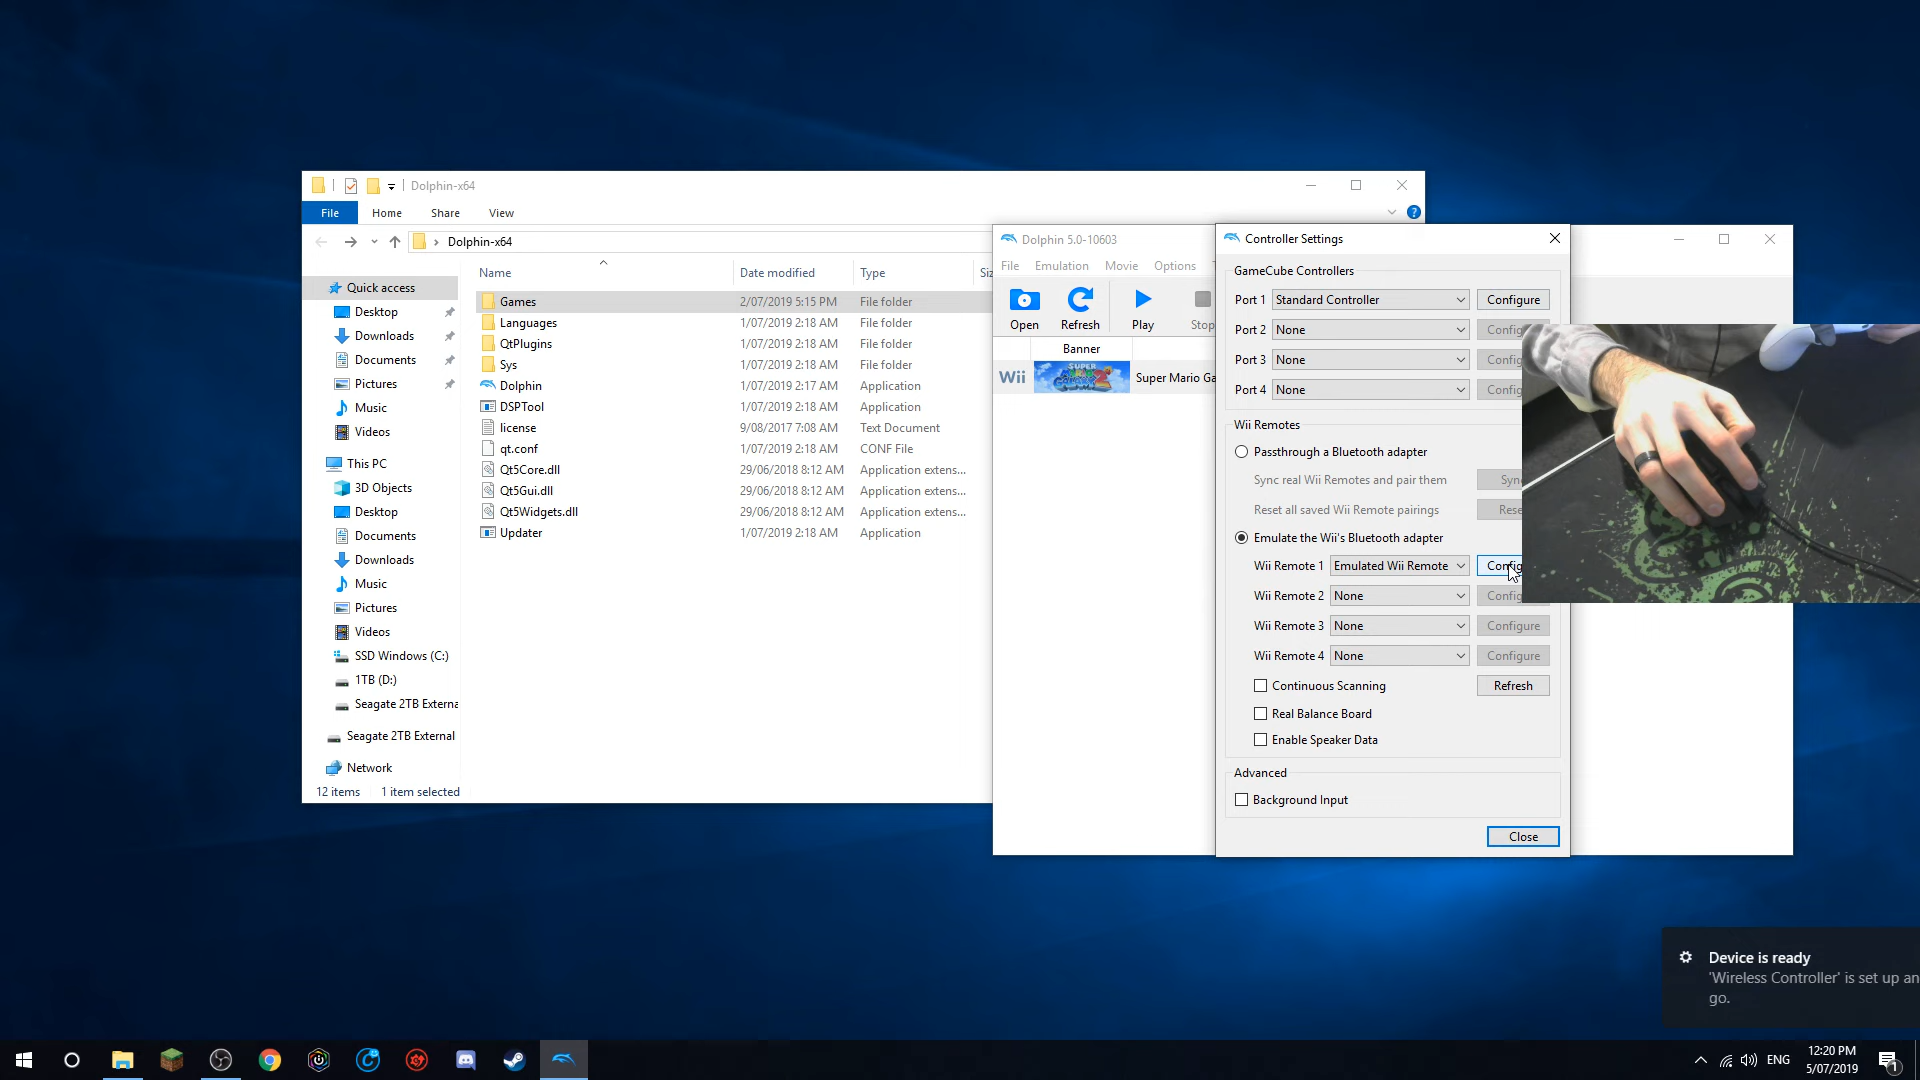 Dolphin-x64
File Home Share View
Dolphin-x64
Name Date modified Type
Quick access
Desktop
Downloads
Documents
Pictures
Music
Videos
This PC
3D Objects
Desktop
Documents
Downloads
Music
Pictures
Videos
SSD Windows (C:)
1TB (D:)
Seagate 2TB Externa
Seagate 2TB External
Network
Games 2/07/2019 5:15 PM File folder
Languages 1/07/2019 2:18 AM File folder
QtPlugins 1/07/2019 2:18 AM File folder
Sys 1/07/2019 2:18 AM File folder
Dolphin 1/07/2019 2:17 AM Application
DSPTool 1/07/2019 2:18 AM Application
license 9/08/2017 7:08 AM Text Document
qt.conf 1/07/2019 2:18 AM CONF File
Qt5Core.dll 29/06/2018 8:12 AM Application extens...
Qt5Gui.dll 29/06/2018 8:12 AM Application extens...
Qt5Widgets.dll 29/06/2018 8:12 AM Application extens...
Updater 1/07/2019 2:18 AM Application
12 items 1 item selected
Dolphin 5.0-10603
File Emulation Movie Options
Open Refresh Play Stop
Banner
Wii SUPER MARIO GALAXY 2 Super Mario Ga
Controller Settings
GameCube Controllers
Port 1 Standard Controller Configure
Port 2 None Config
Port 3 None Config
Port 4 None Config
Wii Remotes
Passthrough a Bluetooth adapter
Sync real Wii Remotes and pair them Sync
Reset all saved Wii Remote pairings Rese
Emulate the Wii's Bluetooth adapter
Wii Remote 1 Emulated Wii Remote Config
Wii Remote 2 None Config
Wii Remote 3 None Configure
Wii Remote 4 None Configure
Continuous Scanning Refresh
Real Balance Board
Enable Speaker Data
Advanced
Background Input
Close
Device is ready
'Wireless Controller' is set up an
go.
ENG
12:20 PM
5/07/2019
1